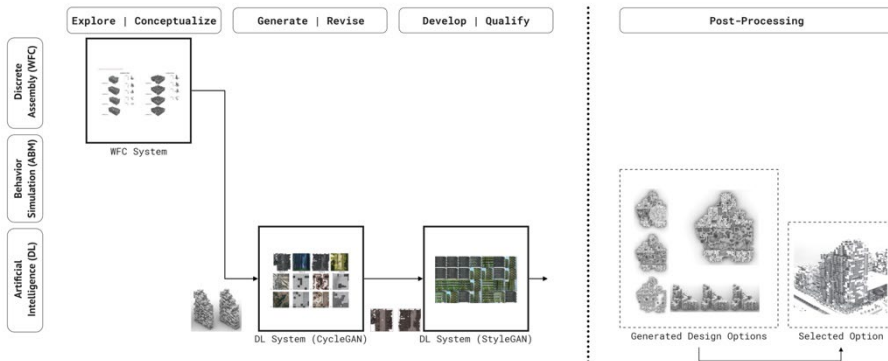 Explore | Conceptualize
Generate | Revise
Develop | Qualify
Post-Processing
Discrete
Assembly (WFC)
WFC System
Behavior
Simulation (ABM)
Artificial
Intelligence (DL)
DL System (CycleGAN)
DL System (StyleGAN)
Generated Design Options
Selected Option